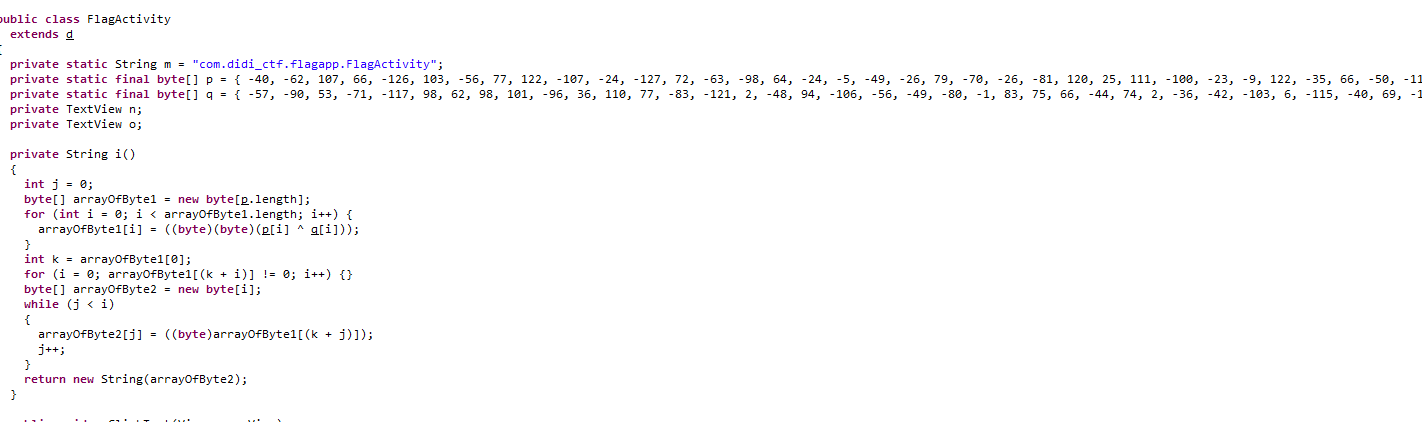 public class FlagActivity
extends d
{
private static String m = "com.didi_ctf.flagapp.FlagActivity";
private static final byte[] p = { -40, -62, 107, 66, -126, 103, -56, 77, 122, -107, -24, -127, 72, -63, -98, 64, -24, -5, -49, -26, 79, -70, -26, -81, 120, 25, 111, -100, -23, -9, 122, -35, 66, -50, -11
private static final byte[] q = { -57, -90, 53, -71, -117, 98, 62, 98, 101, -96, 36, 110, 77, -83, -121, 2, -48, 94, -106, -56, -49, -80, -1, 83, 75, 66, -44, 74, 2, -36, -42, -103, 6, -115, -40, 69, -1
private TextView n;
private TextView o;
private String i()
{
int j = 0;
byte[] arrayOfByte1 = new byte[p.length];
for (int i = 0; i < arrayOfByte1.length; i++) {
arrayOfByte1[i] = ((byte)(byte)(p[i] ^ q[i]));
}
int k = arrayOfByte1[0];
for (i = 0; arrayOfByte1[(k + i)] != 0; i++) {}
byte[] arrayOfByte2 = new byte[i];
while (j < i)
{
arrayOfByte2[j] = ((byte)arrayOfByte1[(k + j)]);
j++;
}
return new String(arrayOfByte2);
}